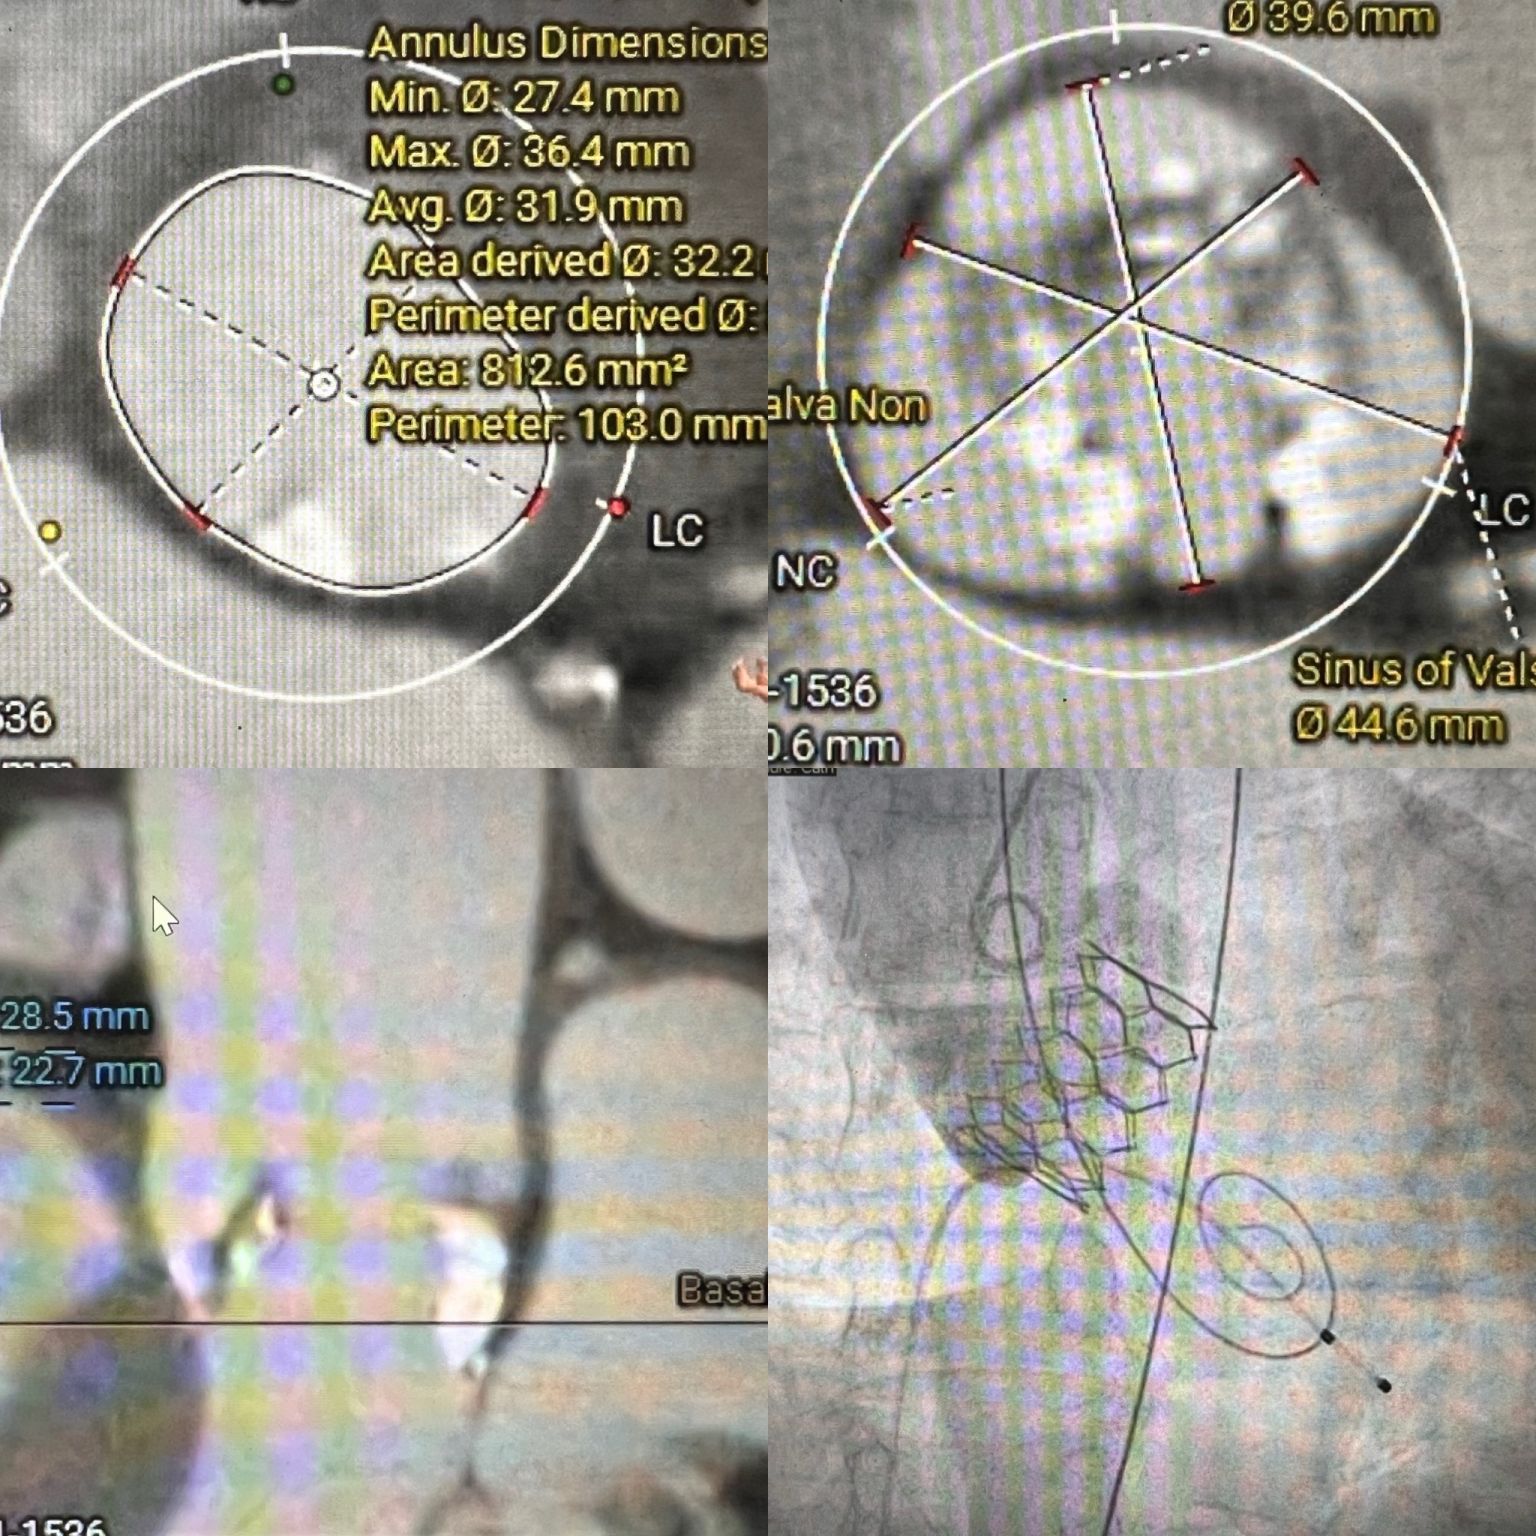 Annulus Dimensions
Min. Ø: 27.4 mm
Max. Ø: 36.4 mm
Avg. Ø: 31.9 mm
Area derived Ø: 32.2
Perimeter derived Ø:
Area: 812.6 mm²
Perimeter: 103.0 mm
LC
536
Ø 39.6 mm
alva Non
LC
NC
-1536
0.6 mm
Sinus of Vals
Ø 44.6 mm
28.5 mm
: 22.7 mm
Basa
-1536